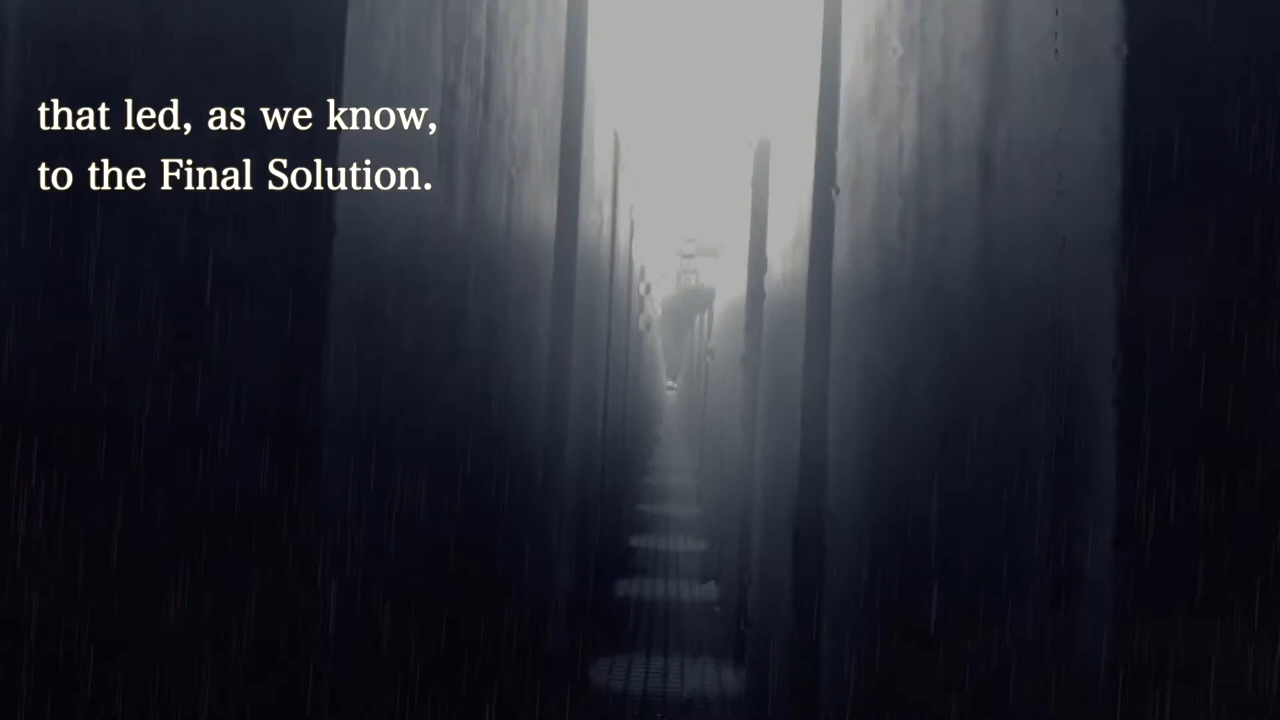 that led, as we know,
to the Final Solution.